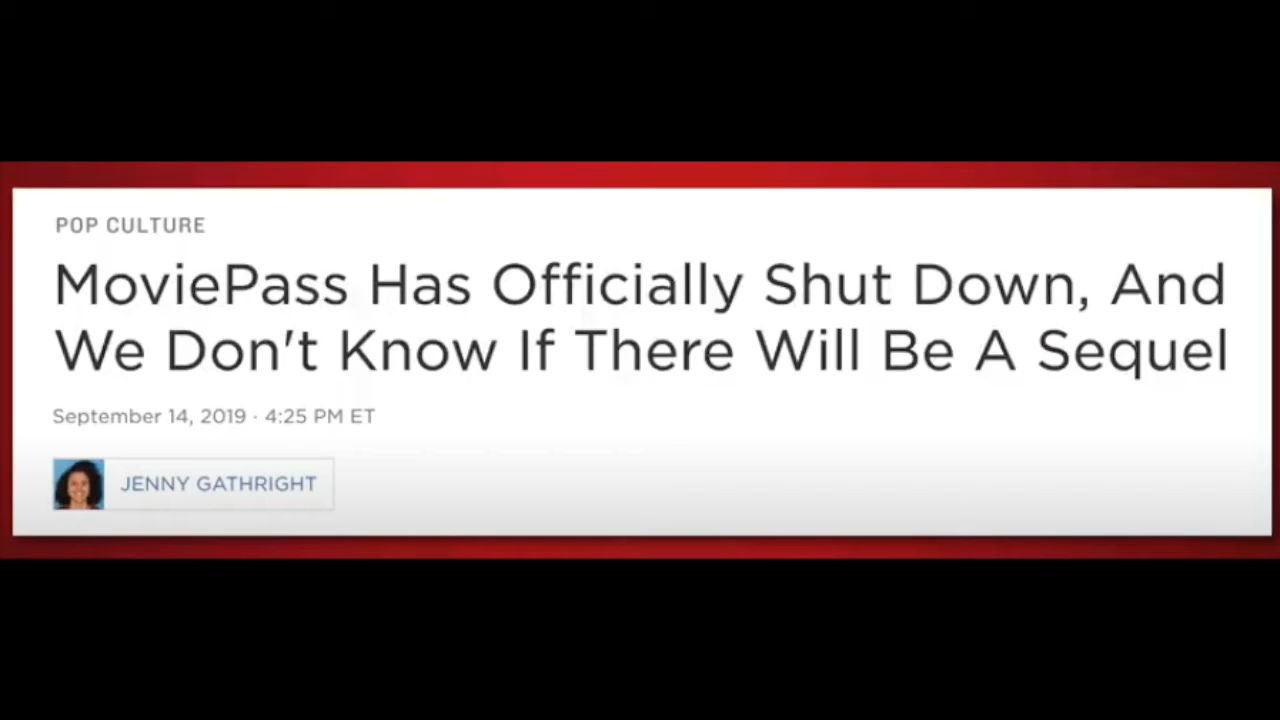 POP CULTURE
MoviePass Has Officially Shut Down, And
We Don't Know If There Will Be A Sequel
September 14, 2019 · 4:25 PM ET
JENNY GATHRIGHT